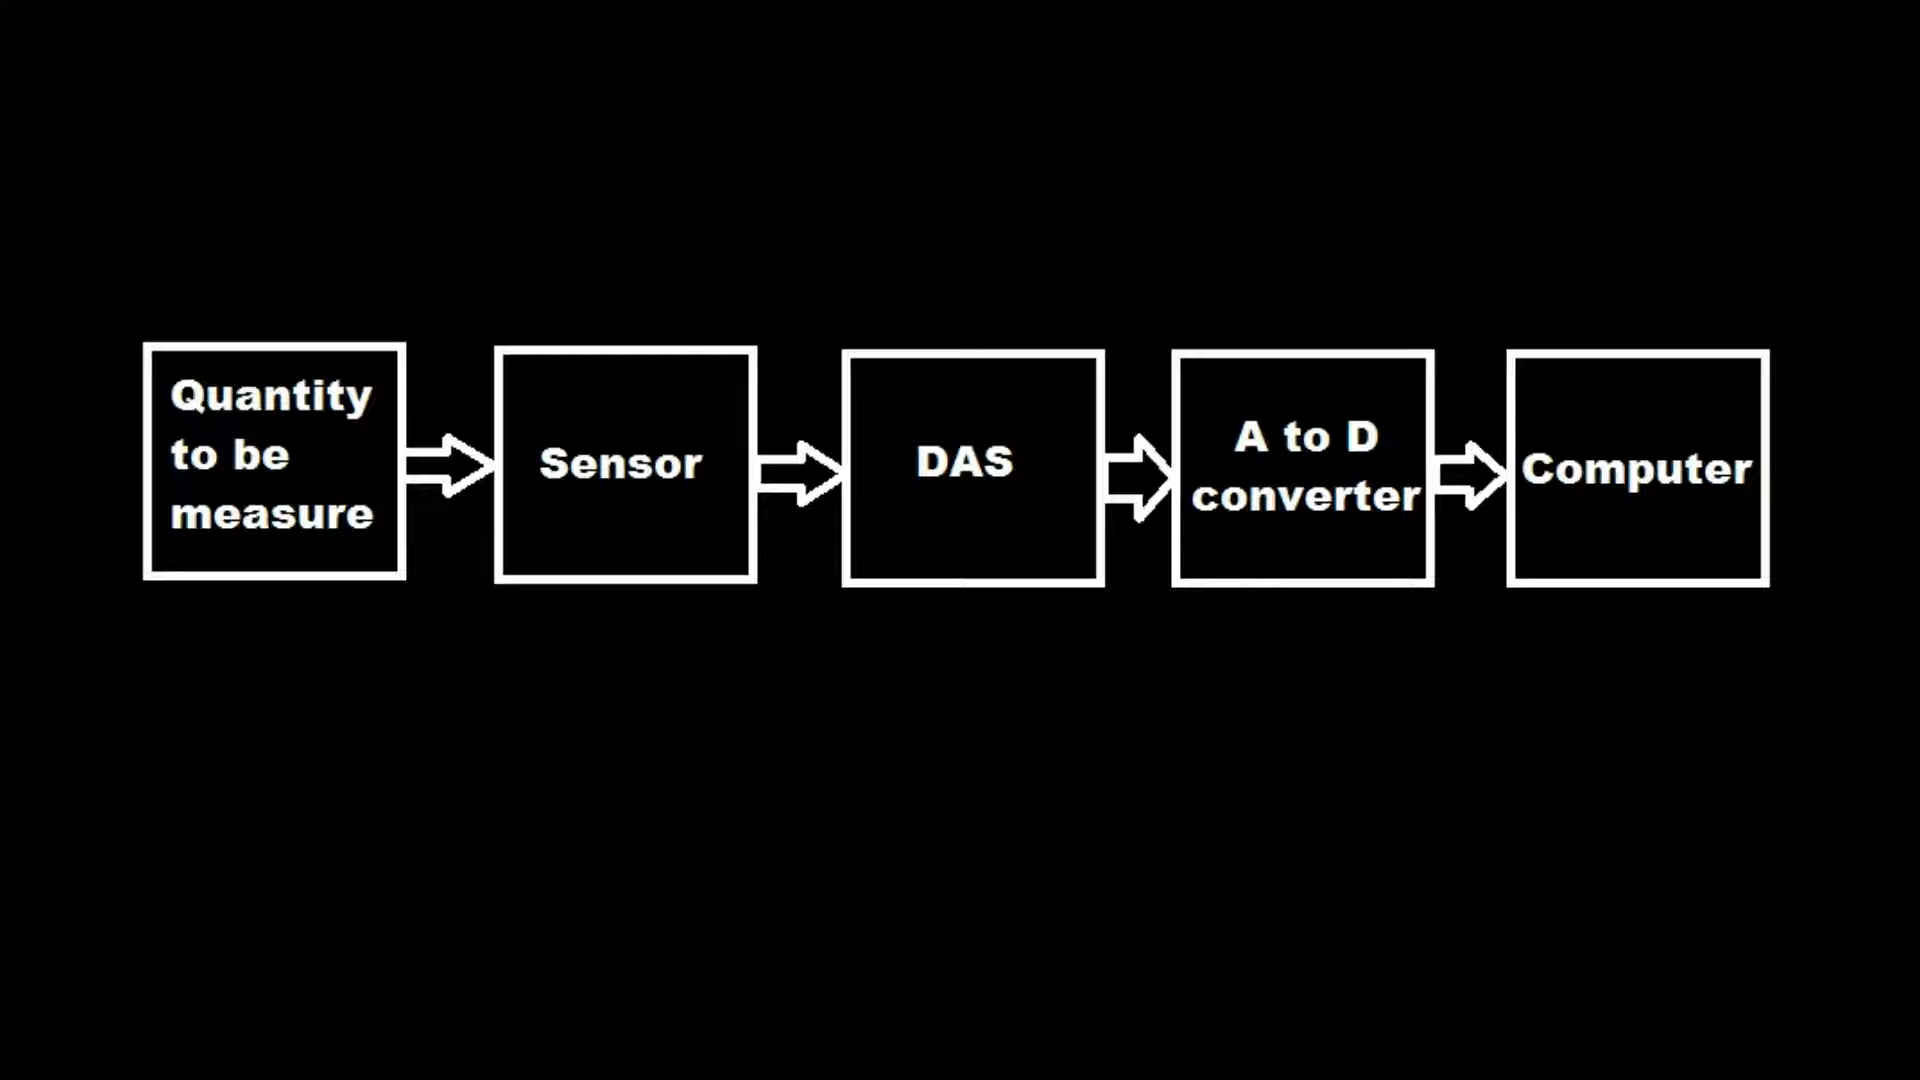 Quantity
to be
measure
Sensor
DAS
A to D
converter
Computer